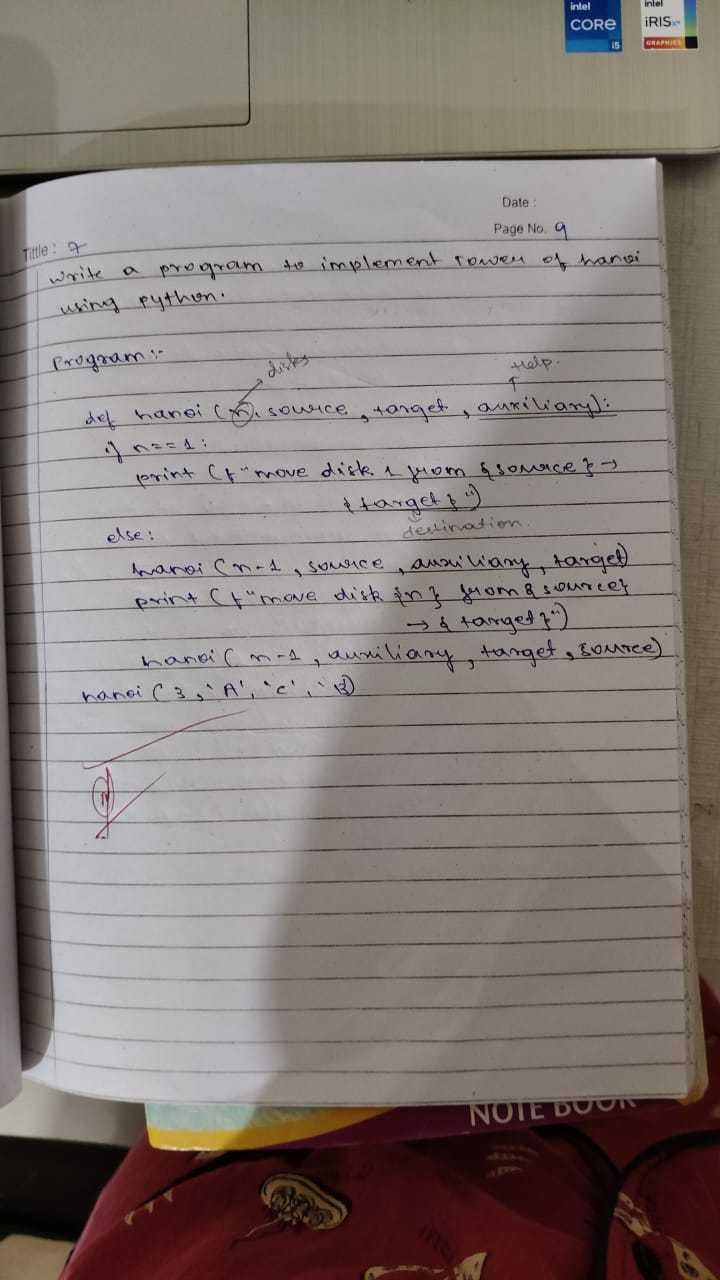 intel
CORE
i5
intel
iRISxe
GRAPHICS
Date :
Page No. 9
Tittle : 7
write a program to implement Tower of hanoi
using python.
Program:-
disks
Help.
def hanoi (n, source, target, auxiliary):
if n==1:
print (f"move disk 1 from {source} →
{target}")
else:
destination
hanoi (n-1, source, auxiliary, target)
print (f"move disk {n} from {source}
→ {target}")
hanoi (n-1, auxiliary, target, source)
hanoi (3, 'A', 'C', 'B)
NOTE BOOK